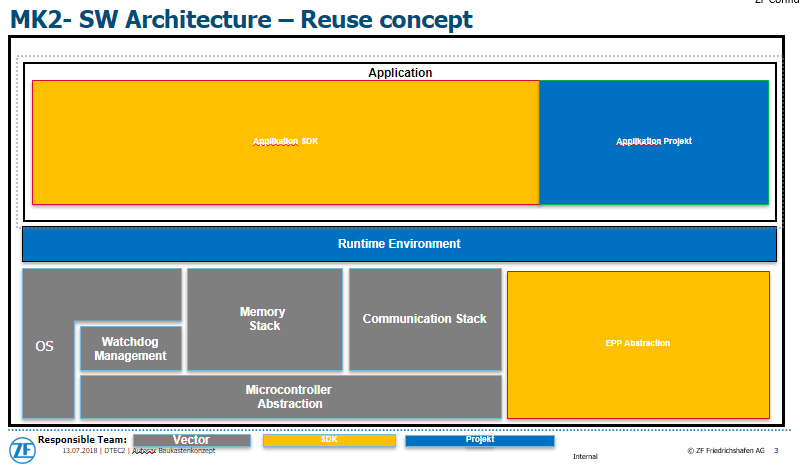 MK2- SW Architecture – Reuse concept
Application
Applikation SDK
Applikation Projekt
Runtime Environment
OS
Memory
Stack
Communication Stack
Watchdog
Management
EPP Abstraction
Microcontroller
Abstraction
Responsible Team:
Vector
SDK
Projekt
ZF
13.07.2018 | DTEC2 | Autosar Baukastenkonzept
Internal
© ZF Friedrichshafen AG
3